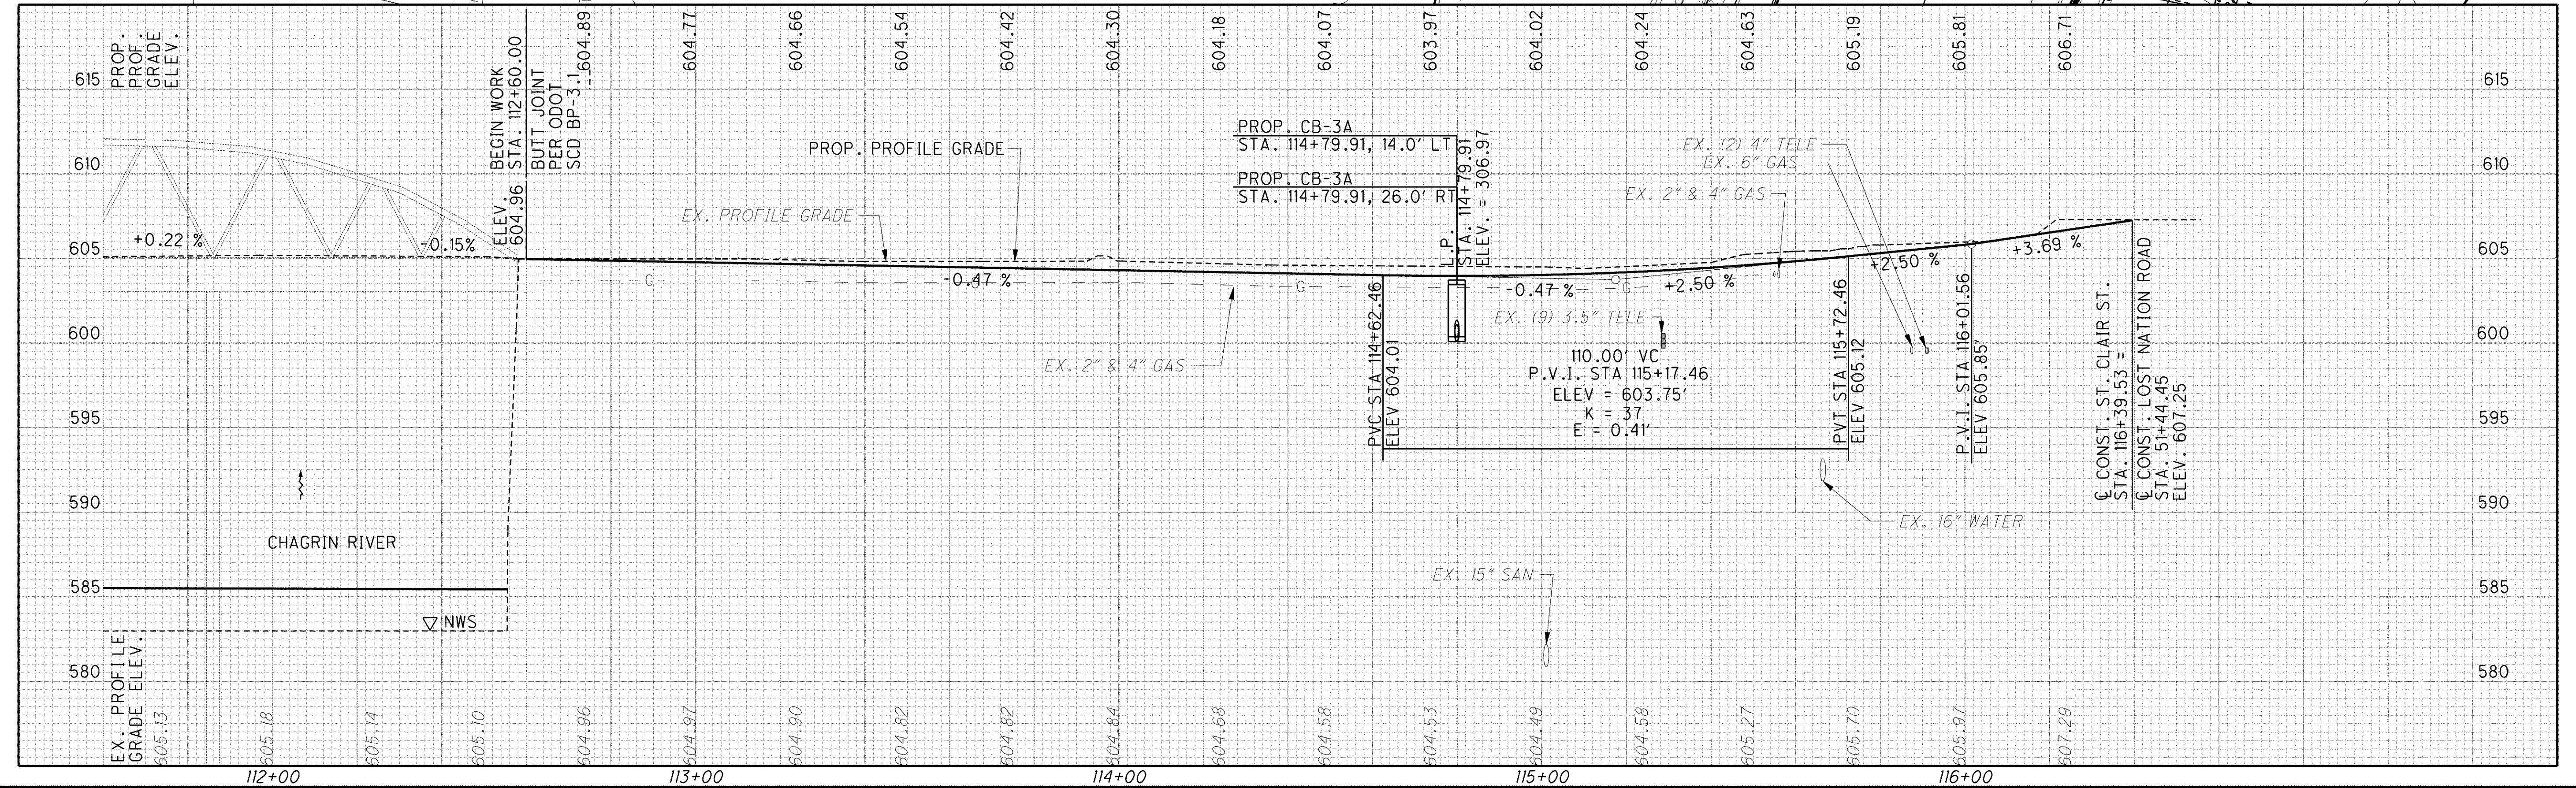 PROP.
PROF.
GRADE
ELEV.
604.89
604.77
604.66
604.54
604.42
604.30
604.18
604.07
603.97
604.02
604.24
604.63
605.19
605.81
606.71
615
610
605
600
595
590
585
580
BEGIN WORK
STA. 112+60.00
BUTT JOINT
PER ODOT
SCD BP-3.1
ELEV.
604.96
+0.22 %
-0.15%
EX. PROFILE GRADE
PROP. PROFILE GRADE
-0.47 %
PROP. CB-3A
STA. 114+79.91, 14.0' LT
PROP. CB-3A
STA. 114+79.91, 26.0' RT
L.P.
STA. 114+79.91
ELEV. = 306.97
EX. (2) 4" TELE
EX. 6" GAS
EX. 2" & 4" GAS
G
G
G
G
EX. 2" & 4" GAS
-0.47 %
+2.50 %
+2.50 %
+3.69 %
EX. (9) 3.5" TELE
PVC STA 114+62.46
ELEV 604.01
110.00' VC
P.V.I. STA 115+17.46
ELEV = 603.75'
K = 37
E = 0.41'
PVT STA 115+72.46
ELEV 605.12
P.V.I. STA 116+01.56
ELEV 605.85'
℄ CONST. ST. CLAIR ST.
STA. 116+39.53 =
℄ CONST. LOST NATION ROAD
STA. 51+44.45
ELEV. 607.25
EX. 16" WATER
EX. 15" SAN
CHAGRIN RIVER
NWS
615
610
605
600
595
590
585
580
EX. PROFILE
GRADE ELEV.
605.13
605.18
605.14
605.10
604.96
604.97
604.90
604.82
604.82
604.84
604.68
604.58
604.53
604.49
604.58
605.27
605.70
605.97
607.29
112+00
113+00
114+00
115+00
116+00